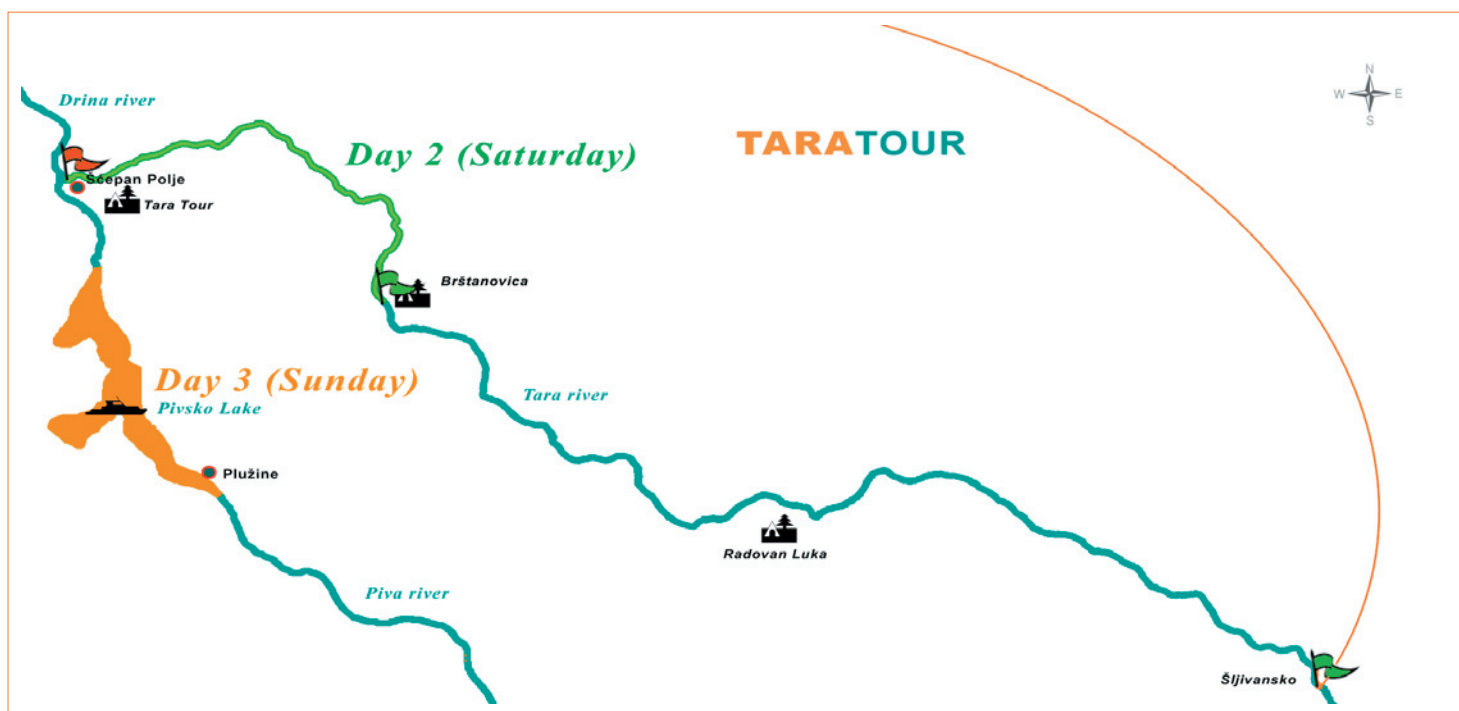 N
W E
S
Drina river
TARATOUR
Day 2 (Saturday)
Šćepan Polje
Tara Tour
Brštanovica
Day 3 (Sunday)
Pivsko Lake
Tara river
Plužine
Radovan Luka
Piva river
Šljivansko